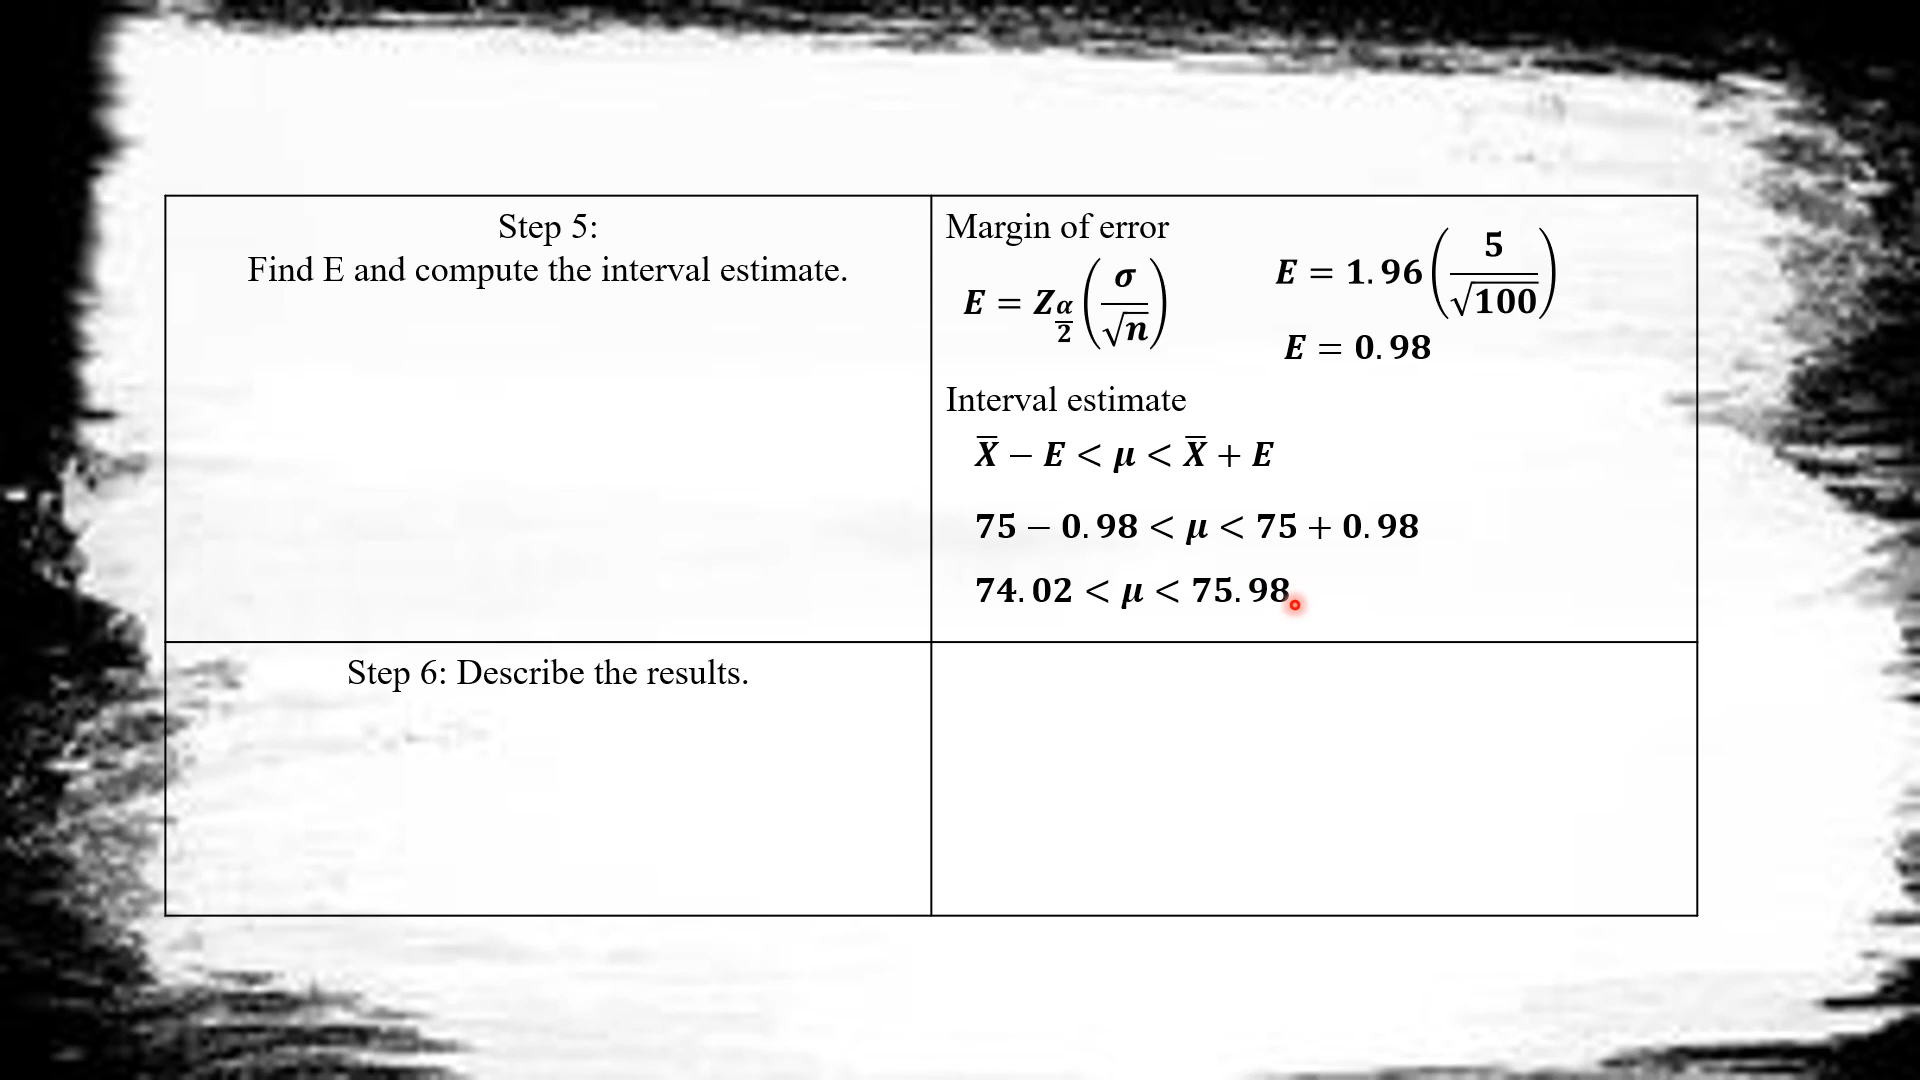 Step 5:
Find E and compute the interval estimate.
Margin of error
E = Z_{α/2} (σ/√n)
E = 1.96 (5/√100)
E = 0.98
Interval estimate
X̅ − E < μ < X̅ + E
75 − 0.98 < μ < 75 + 0.98
74.02 < μ < 75.98
Step 6: Describe the results.